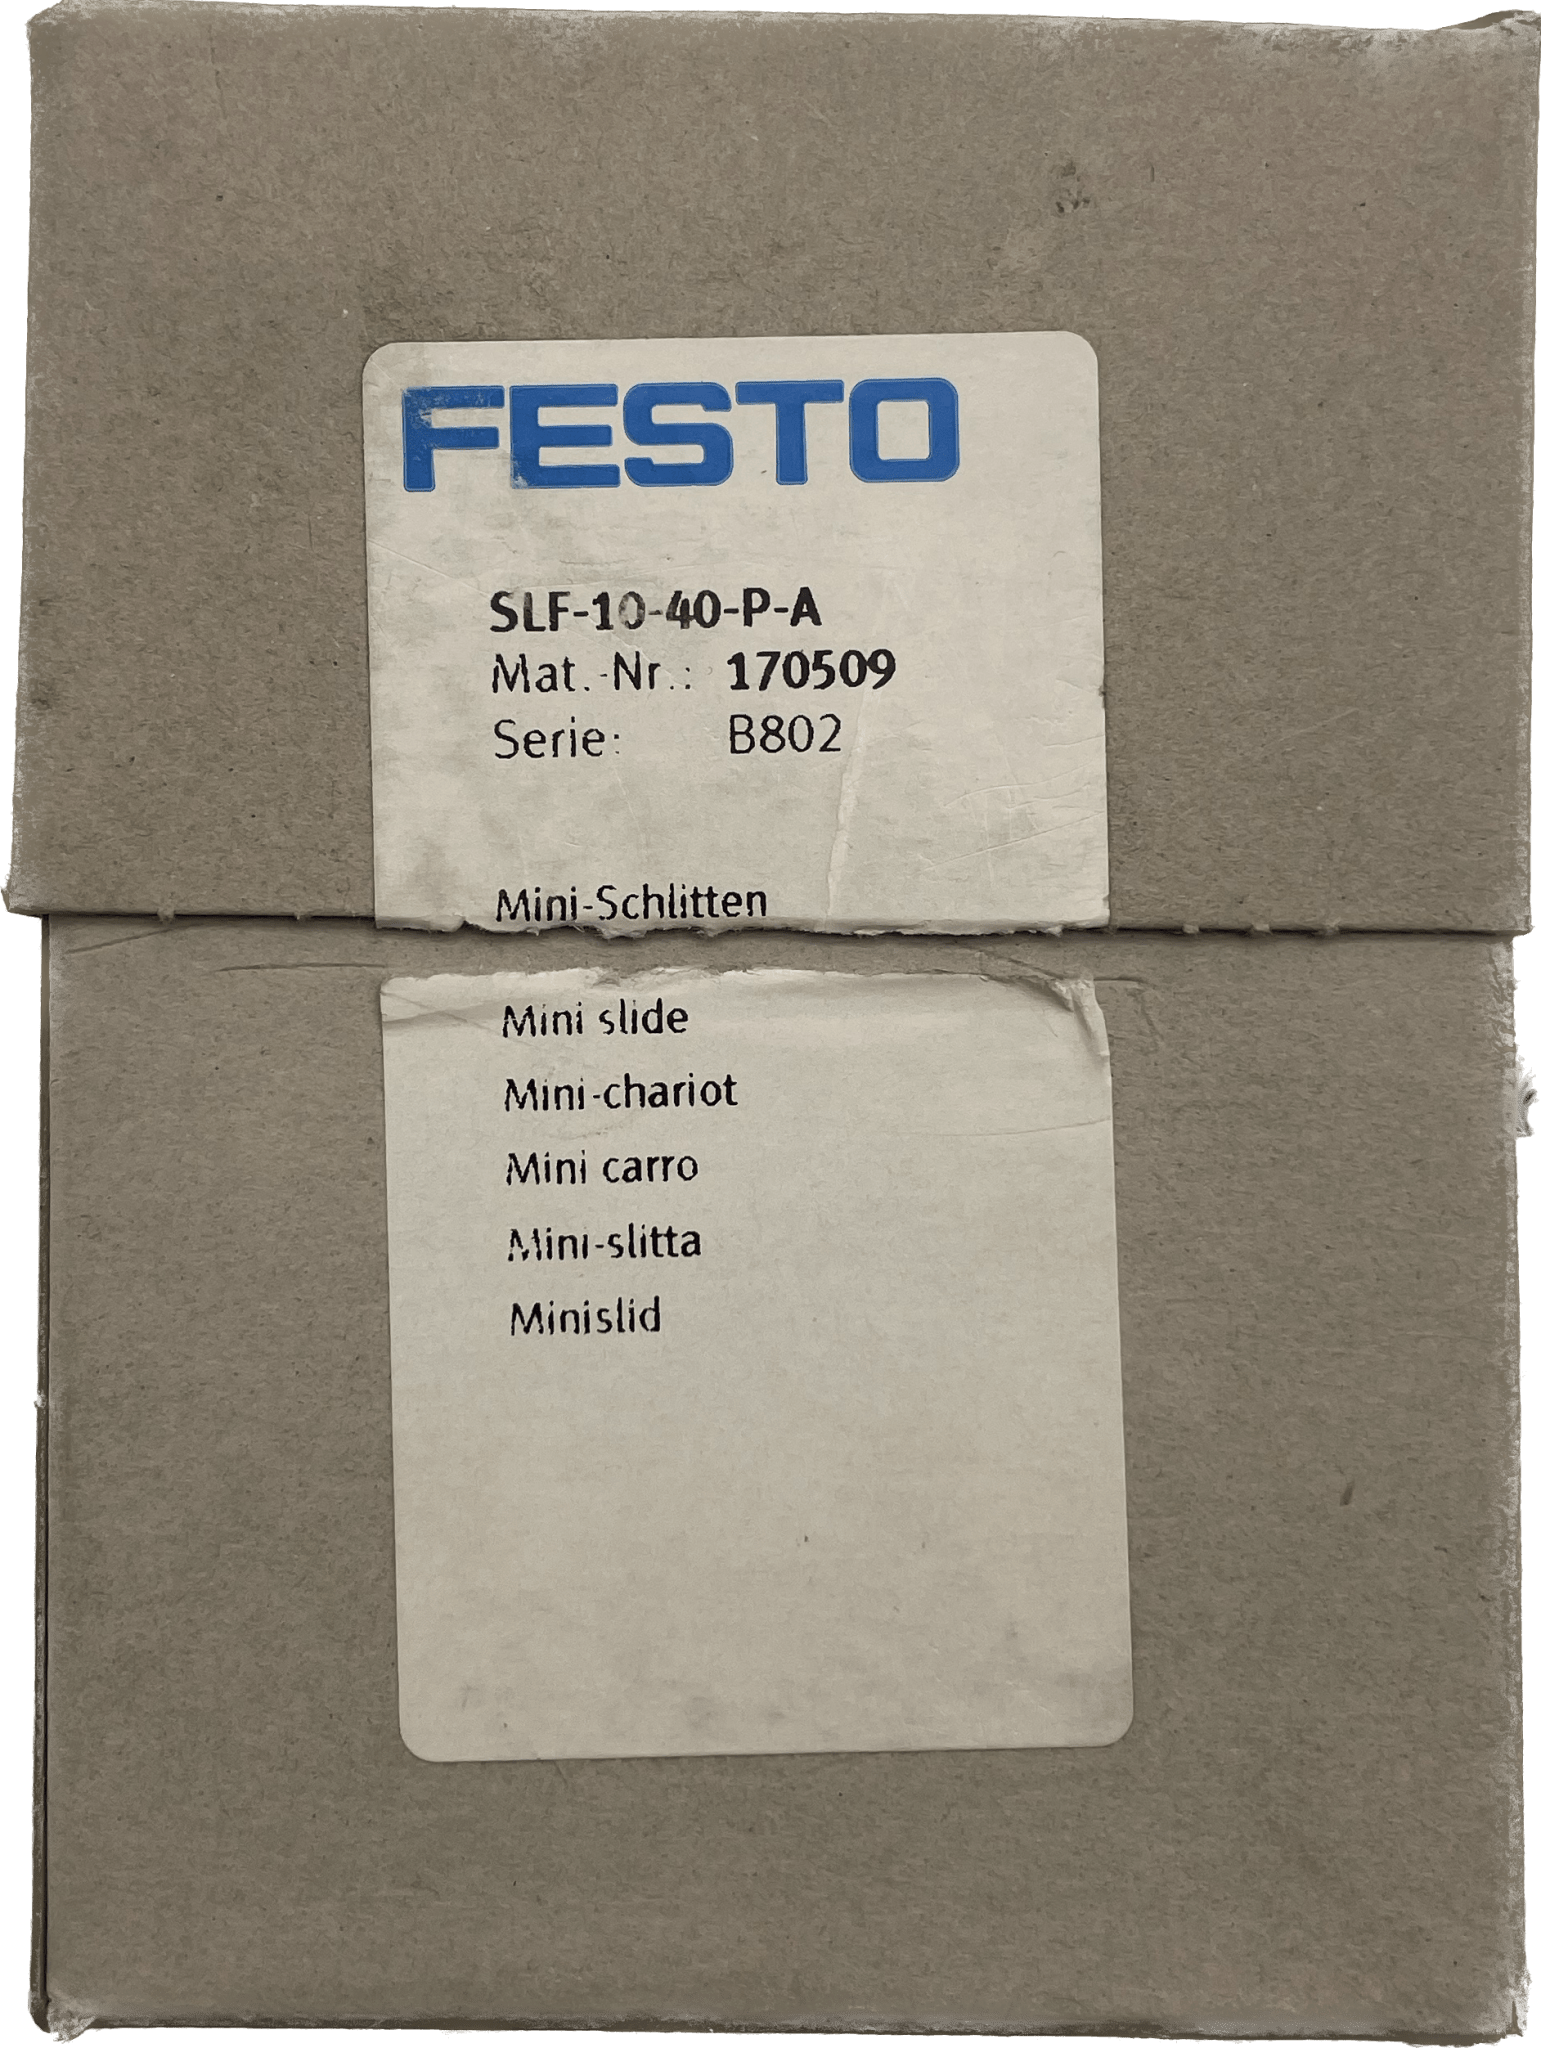 FESTO
SLF-10-40-P-A
Mat.-Nr.: 170509
Serie: B802
Mini-Schlitten
Mini slide
Mini-chariot
Mini carro
Mini-slitta
Minislid